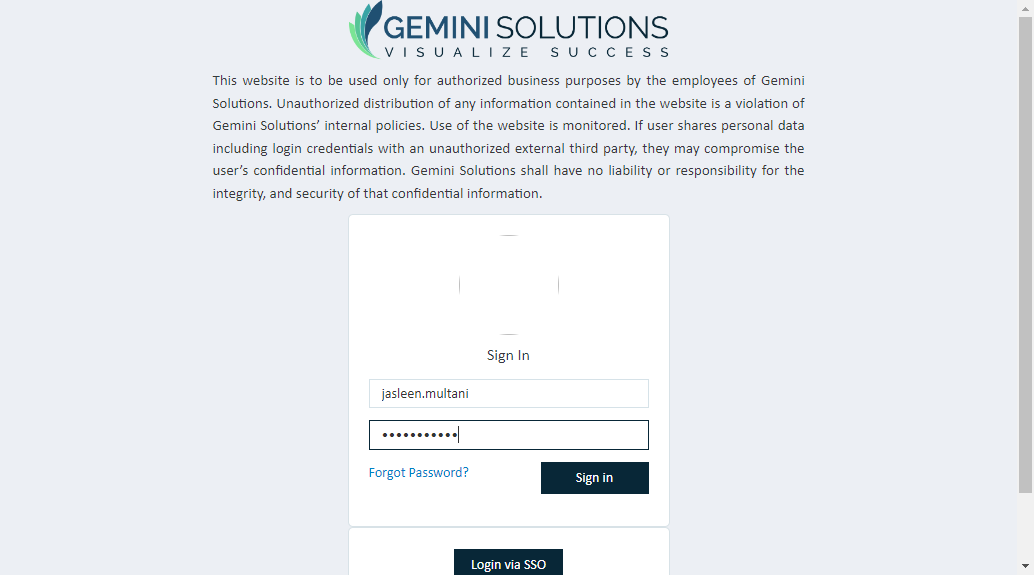 GEMINI SOLUTIONS
VISUALIZE SUCCESS
This website is to be used only for authorized business purposes by the employees of Gemini
Solutions. Unauthorized distribution of any information contained in the website is a violation of
Gemini Solutions’ internal policies. Use of the website is monitored. If user shares personal data
including login credentials with an unauthorized external third party, they may compromise the
user’s confidential information. Gemini Solutions shall have no liability or responsibility for the
integrity, and security of that confidential information.
Sign In
jasleen.multani
•••••••••••
Forgot Password?
Sign in
Login via SSO